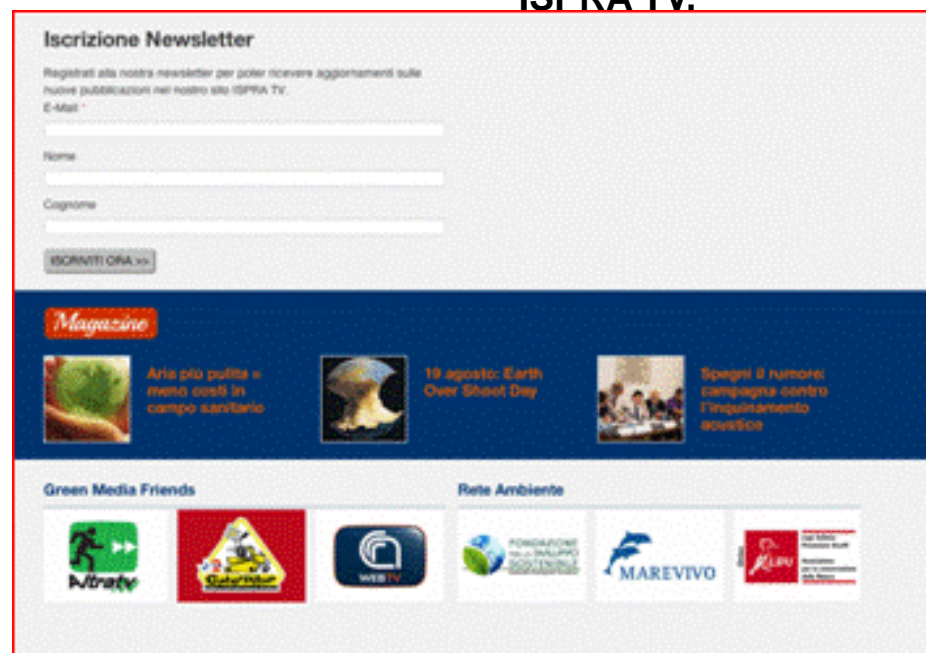 ISPRA TV.
Iscrizione Newsletter
Registrati alla nostra newsletter per poter ricevere aggiornamenti sulle
nuove pubblicazioni nel nostro sito ISPRA TV.
E-Mail *
Nome
Cognome
ISCRIVITI ORA >>
Magazine
Aria più pulita =
meno costi in
campo sanitario
19 agosto: Earth
Over Shoot Day
Spegni il rumore:
campagna contro
l'inquinamento
acustico
Green Media Friends
Rete Ambiente
WEBTV
FONDAZIONE
PER LO SVILUPPO
SOSTENIBILE
MAREVIVO
LIPU